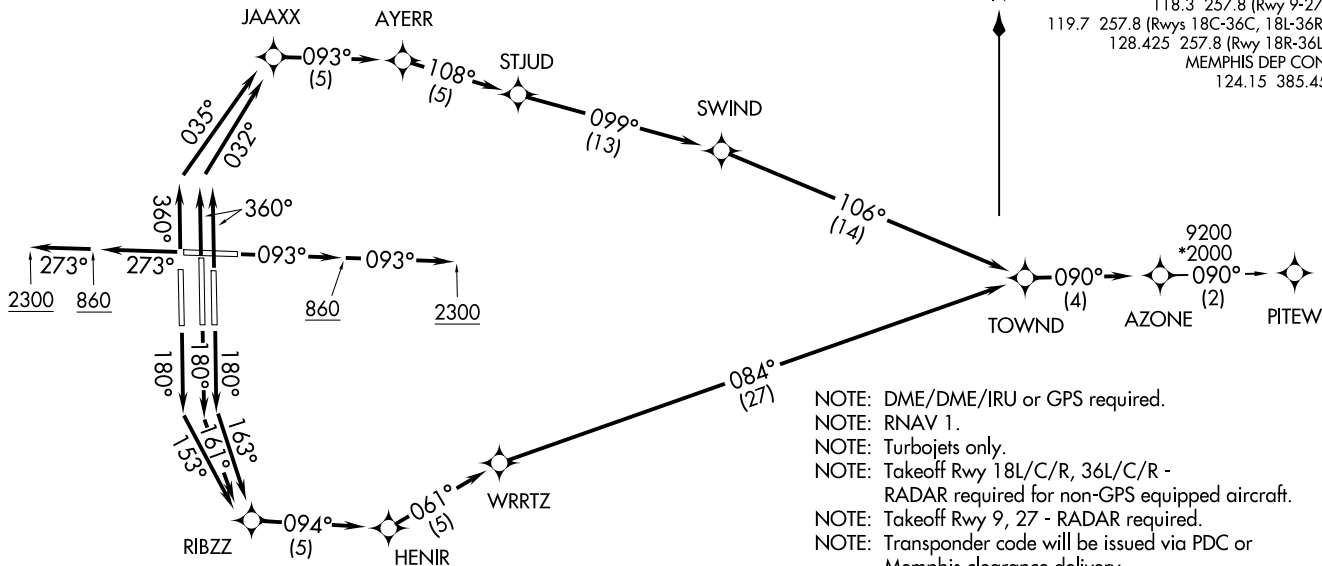 JAAXX
AYERR
STJUD
SWIND
118.3 257.8 (Rwy 9-27
119.7 257.8 (Rwys 18C-36C, 18L-36R
128.425 257.8 (Rwy 18R-36L
MEMPHIS DEP CON
124.15 385.45
093°
(5)
108°
(5)
099°
(13)
106°
(14)
035°
032°
360°
360°
273°
273°
093°
093°
2300
860
860
2300
9200
*2000
090°
(4)
090°
(2)
TOWND
AZONE
PITEW
180°
180°
180°
153°
161°
163°
084°
(27)
WRRTZ
061°
(5)
094°
(5)
RIBZZ
HENIR
NOTE: DME/DME/IRU or GPS required.
NOTE: RNAV 1.
NOTE: Turbojets only.
NOTE: Takeoff Rwy 18L/C/R, 36L/C/R -
RADAR required for non-GPS equipped aircraft.
NOTE: Takeoff Rwy 9, 27 - RADAR required.
NOTE: Transponder code will be issued via PDC or
Memphis clearance delivery